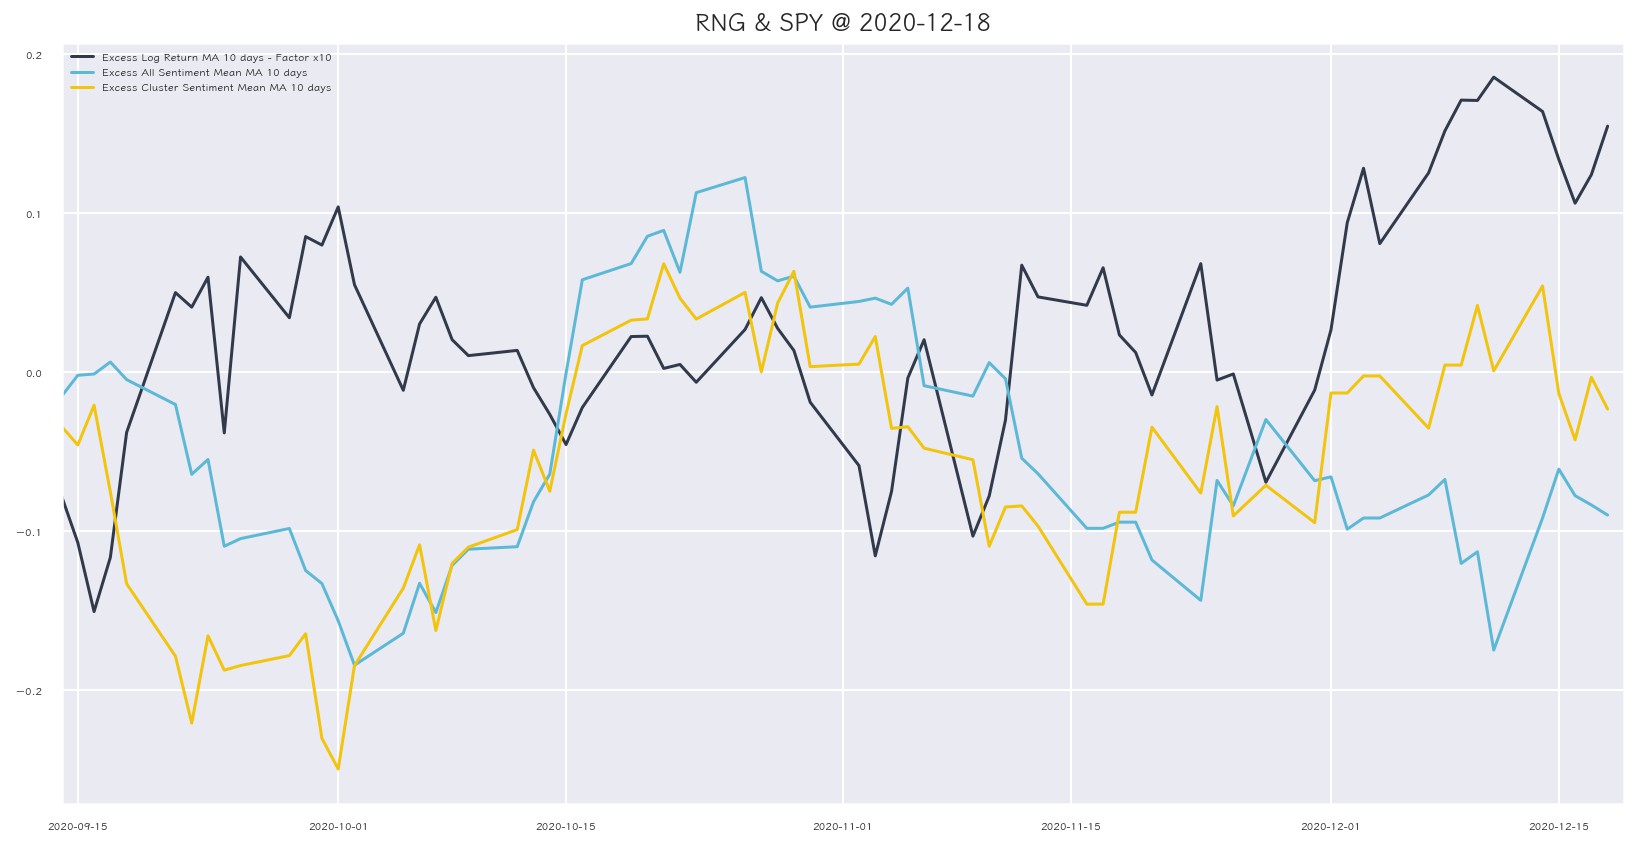 RNG & SPY @ 2020-12-18
Excess Log Return MA 10 days - Factor x10
Excess All Sentiment Mean MA 10 days
Excess Cluster Sentiment Mean MA 10 days
0.2
0.1
0.0
−0.1
−0.2
2020-09-15 2020-10-01 2020-10-15 2020-11-01 2020-11-15 2020-12-01 2020-12-15